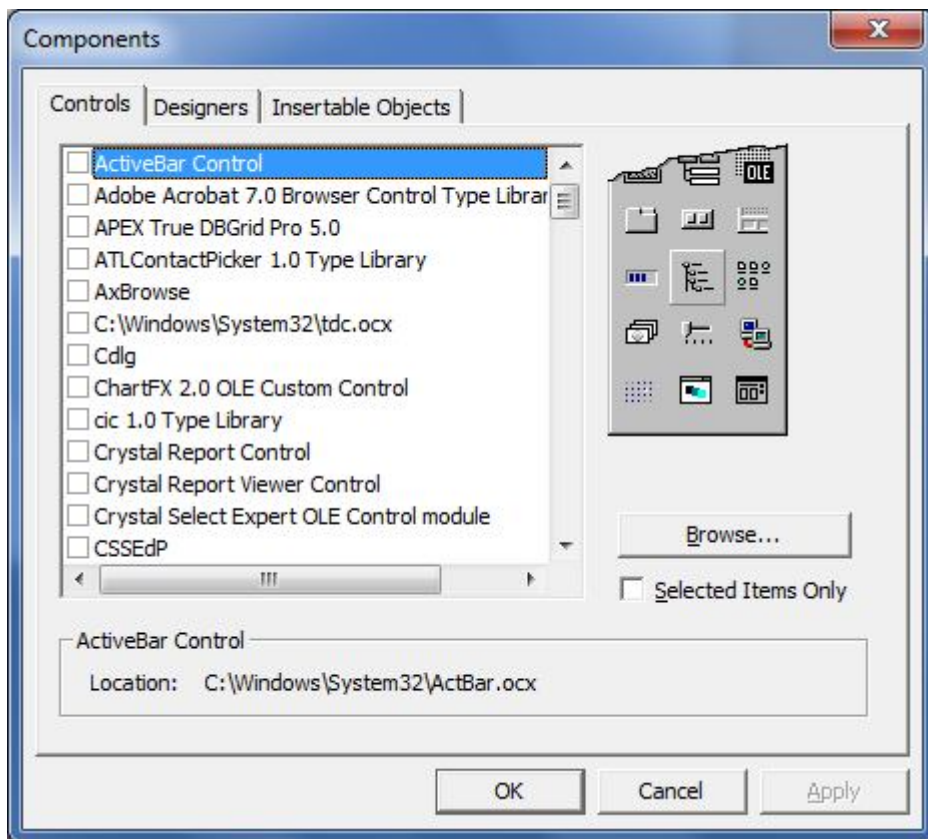 Components
Controls Designers Insertable Objects
ActiveBar Control
Adobe Acrobat 7.0 Browser Control Type Librar
APEX True DBGrid Pro 5.0
ATLContactPicker 1.0 Type Library
AxBrowse
C:\Windows\System32\tdc.ocx
Cdlg
ChartFX 2.0 OLE Custom Control
cic 1.0 Type Library
Crystal Report Control
Crystal Report Viewer Control
Crystal Select Expert OLE Control module
CSSEdP
OLE
Browse...
Selected Items Only
ActiveBar Control
Location: C:\Windows\System32\ActBar.ocx
OK Cancel Apply